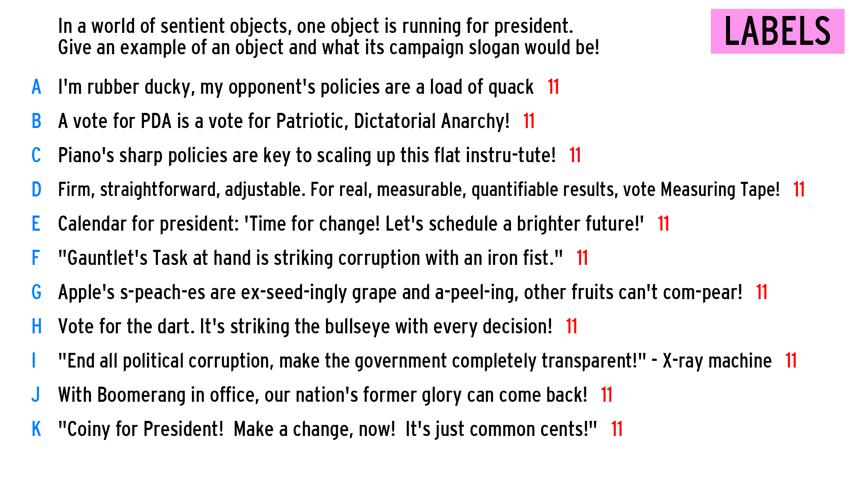 In a world of sentient objects, one object is running for president.
Give an example of an object and what its campaign slogan would be!
LABELS
A I'm rubber ducky, my opponent's policies are a load of quack 11
B A vote for PDA is a vote for Patriotic, Dictatorial Anarchy! 11
C Piano's sharp policies are key to scaling up this flat instru-tute! 11
D Firm, straightforward, adjustable. For real, measurable, quantifiable results, vote Measuring Tape! 11
E Calendar for president: 'Time for change! Let's schedule a brighter future!' 11
F "Gauntlet's Task at hand is striking corruption with an iron fist." 11
G Apple's s-peach-es are ex-seed-ingly grape and a-peel-ing, other fruits can't com-pear! 11
H Vote for the dart. It's striking the bullseye with every decision! 11
I "End all political corruption, make the government completely transparent!" - X-ray machine 11
J With Boomerang in office, our nation's former glory can come back! 11
K "Coiny for President! Make a change, now! It's just common cents!" 11